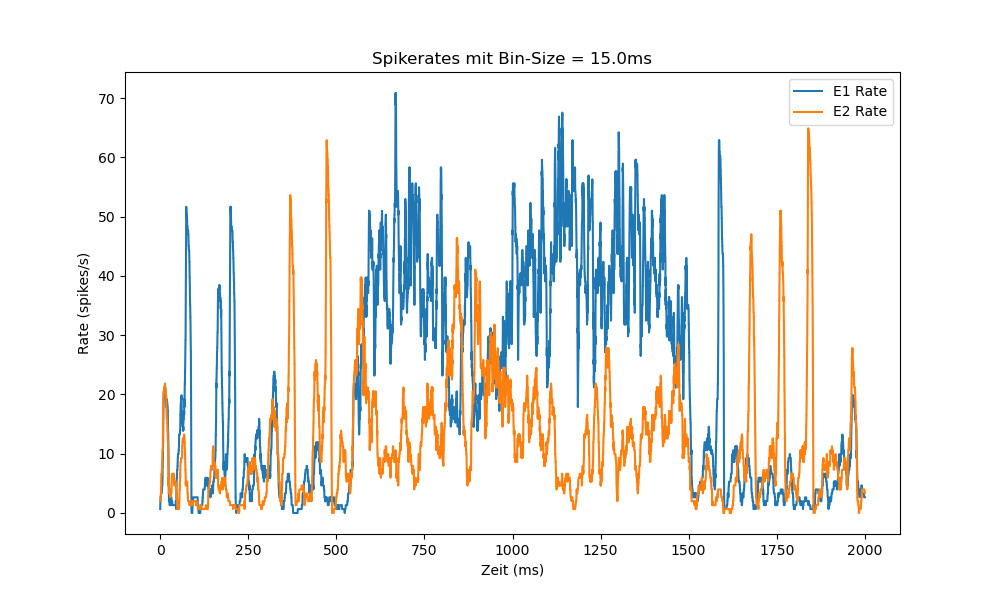 Spikerates mit Bin-Size = 15.0ms
E1 Rate
E2 Rate
70
60
50
40
30
20
10
0
Rate (spikes/s)
0 250 500 750 1000 1250 1500 1750 2000
Zeit (ms)